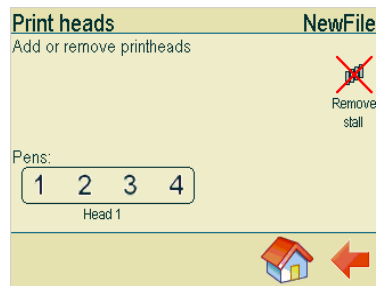 Print heads NewFile
Add or remove printheads
Remove
stall
Pens:
1 2 3 4
Head 1